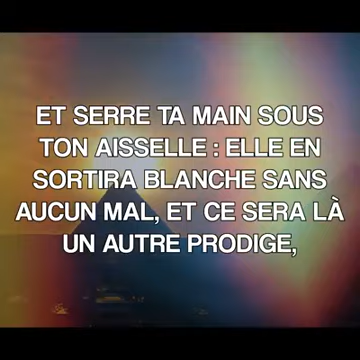 ET SERRE TA MAIN SOUS
TON AISSELLE : ELLE EN
SORTIRA BLANCHE SANS
AUCUN MAL, ET CE SERA LÀ
UN AUTRE PRODIGE,